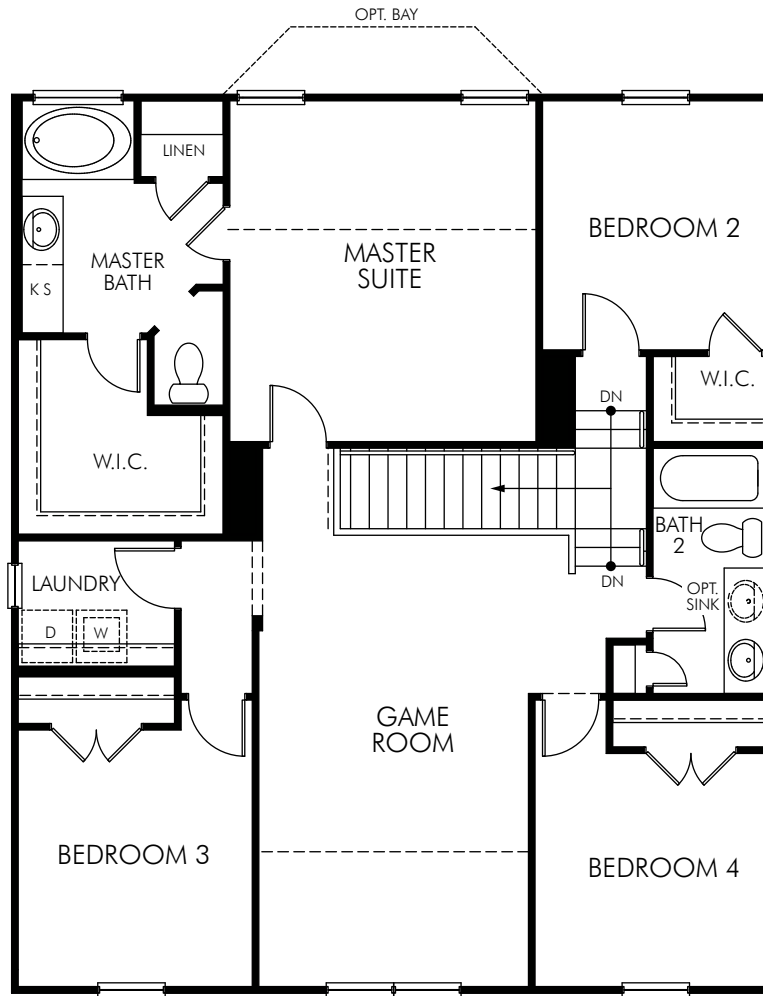 OPT. BAY
LINEN
BEDROOM 2
MASTER
SUITE
MASTER
BATH
K S
W.I.C.
DN
W.I.C.
BATH
2
LAUNDRY
DN
OPT.
SINK
D
W
GAME
ROOM
BEDROOM 3
BEDROOM 4